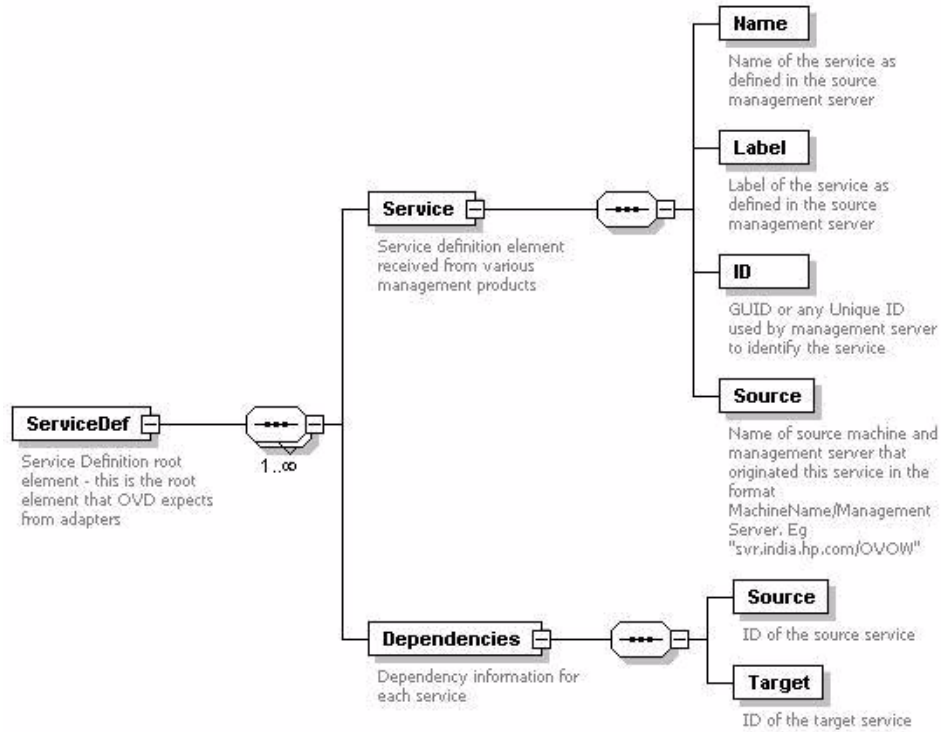 Name
Name of the service as
defined in the source
management server
Label
Label of the service as
defined in the source
management server
Service
Service definition element
received from various
management products
ID
GUID or any Unique ID
used by management server
to identify the service
Source
Name of source machine and
management server that
originated this service in the
format
MachineName/Management
Server. Eg
"svr.india.hp.com/OVOW"
ServiceDef
1..∞
Service Definition root
element - this is the root
element that OVD expects
from adapters
Dependencies
Dependency information for
each service
Source
ID of the source service
Target
ID of the target service